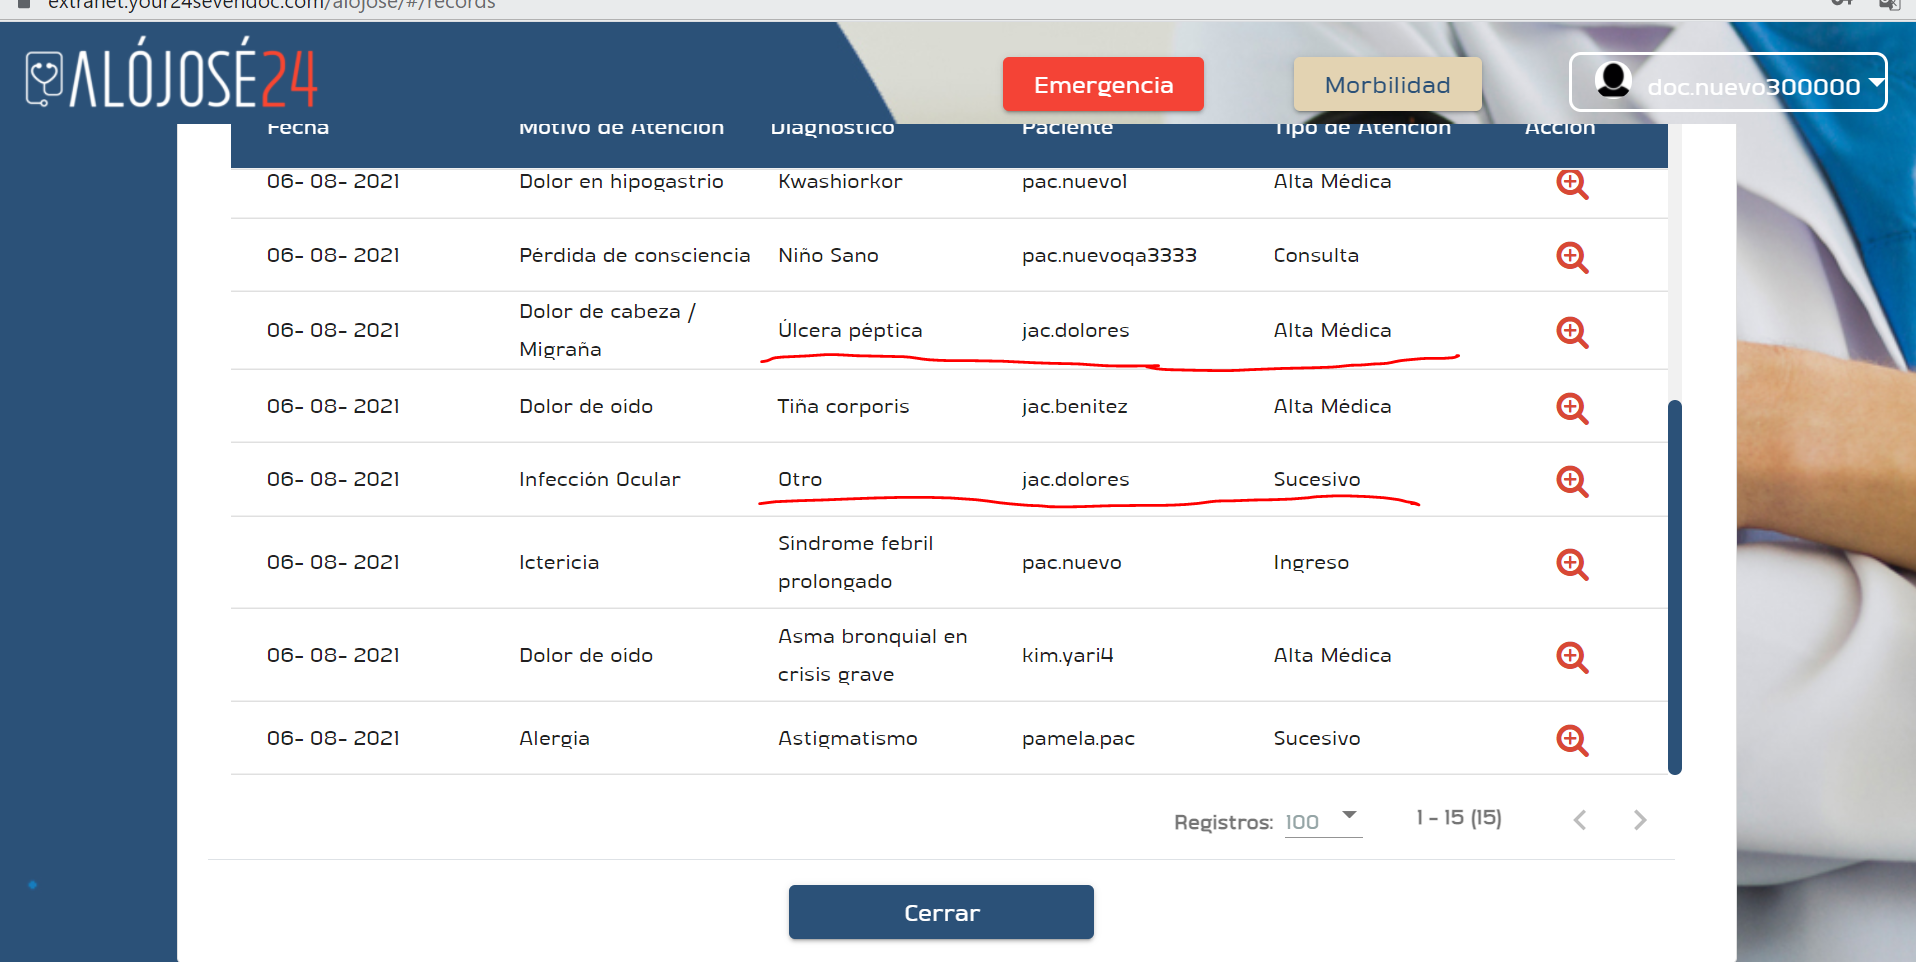 extranet.your24sevendoc.com/alojose/#/records
ALÓJOSÉ24
Emergencia
Morbilidad
doc.nuevo300000
Fecha Motivo de Atención Diagnóstico Paciente Tipo de Atención Acción
06- 08- 2021 Dolor en hipogastrio Kwashiorkor pac.nuevo1 Alta Médica
06- 08- 2021 Pérdida de consciencia Niño Sano pac.nuevoqa3333 Consulta
06- 08- 2021 Dolor de cabeza / Migraña Úlcera péptica jac.dolores Alta Médica
06- 08- 2021 Dolor de oído Tiña corporis jac.benitez Alta Médica
06- 08- 2021 Infección Ocular Otro jac.dolores Sucesivo
06- 08- 2021 Ictericia Síndrome febril prolongado pac.nuevo Ingreso
06- 08- 2021 Dolor de oído Asma bronquial en crisis grave kim.yari4 Alta Médica
06- 08- 2021 Alergia Astigmatismo pamela.pac Sucesivo
Registros: 100 1 - 15 (15)
Cerrar